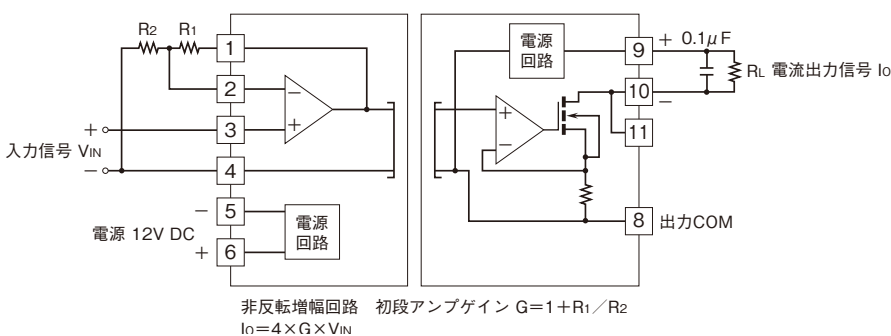 R2 R1
1
2
3
4
5
6
+
入力信号 VIN
−
−
電源 12V DC
+
−
+
電源
回路
電源
回路
+
−
9
10
11
8
+ 0.1μF
−
RL 電流出力信号 IO
出力COM
非反転増幅回路 初段アンプゲイン G=1+R1/R2
IO=4×G×VIN